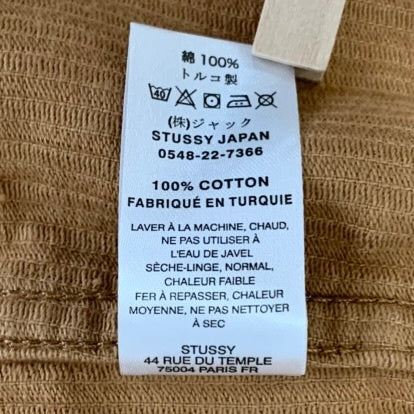 綿 100%
トルコ製
40
(株)ジャック
STUSSY JAPAN
0548-22-7366
100% COTTON
FABRIQUÉ EN TURQUIE
LAVER À LA MACHINE, CHAUD,
NE PAS UTILISER À
L'EAU DE JAVEL
SÈCHE-LINGE, NORMAL,
CHALEUR FAIBLE
FER À REPASSER, CHALEUR
MOYENNE, NE PAS NETTOYER
À SEC
STUSSY
44 RUE DU TEMPLE
75004 PARIS FR